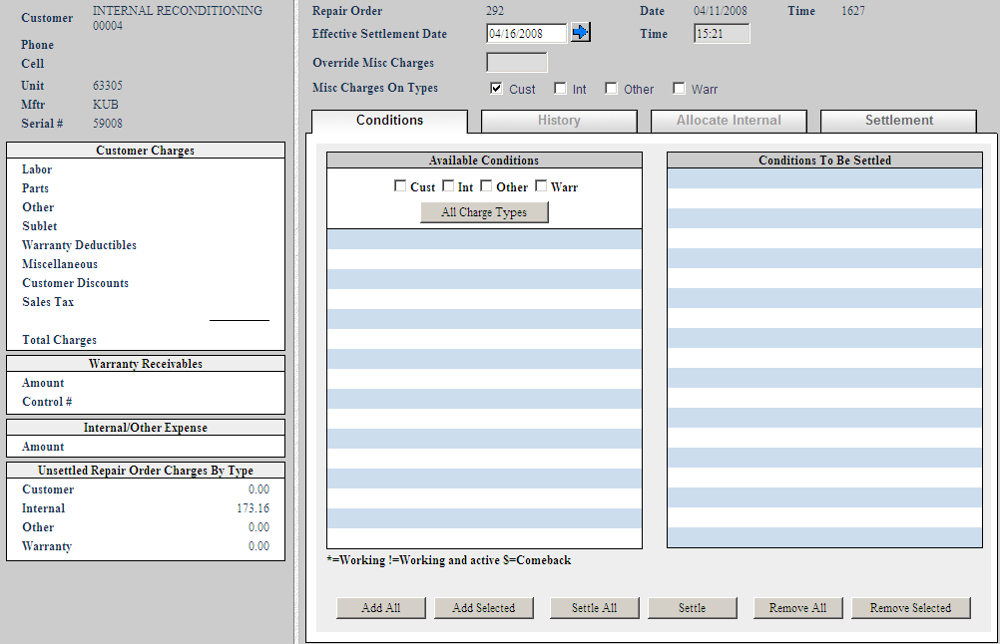 Customer INTERNAL RECONDITIONING
00004
Phone
Cell
Unit 63305
Mftr KUB
Serial # 59008
Customer Charges
Labor
Parts
Other
Sublet
Warranty Deductibles
Miscellaneous
Customer Discounts
Sales Tax
Total Charges
Warranty Receivables
Amount
Control #
Internal/Other Expense
Amount
Unsettled Repair Order Charges By Type
Customer 0.00
Internal 173.16
Other 0.00
Warranty 0.00
Repair Order 292 Date 04/11/2008 Time 1627
Effective Settlement Date 04/16/2008 Time 15:21
Override Misc Charges
Misc Charges On Types Cust Int Other Warr
Conditions History Allocate Internal Settlement
Available Conditions
Cust Int Other Warr
All Charge Types
Conditions To Be Settled
*=Working !=Working and active $=Comeback
Add All Add Selected Settle All Settle Remove All Remove Selected